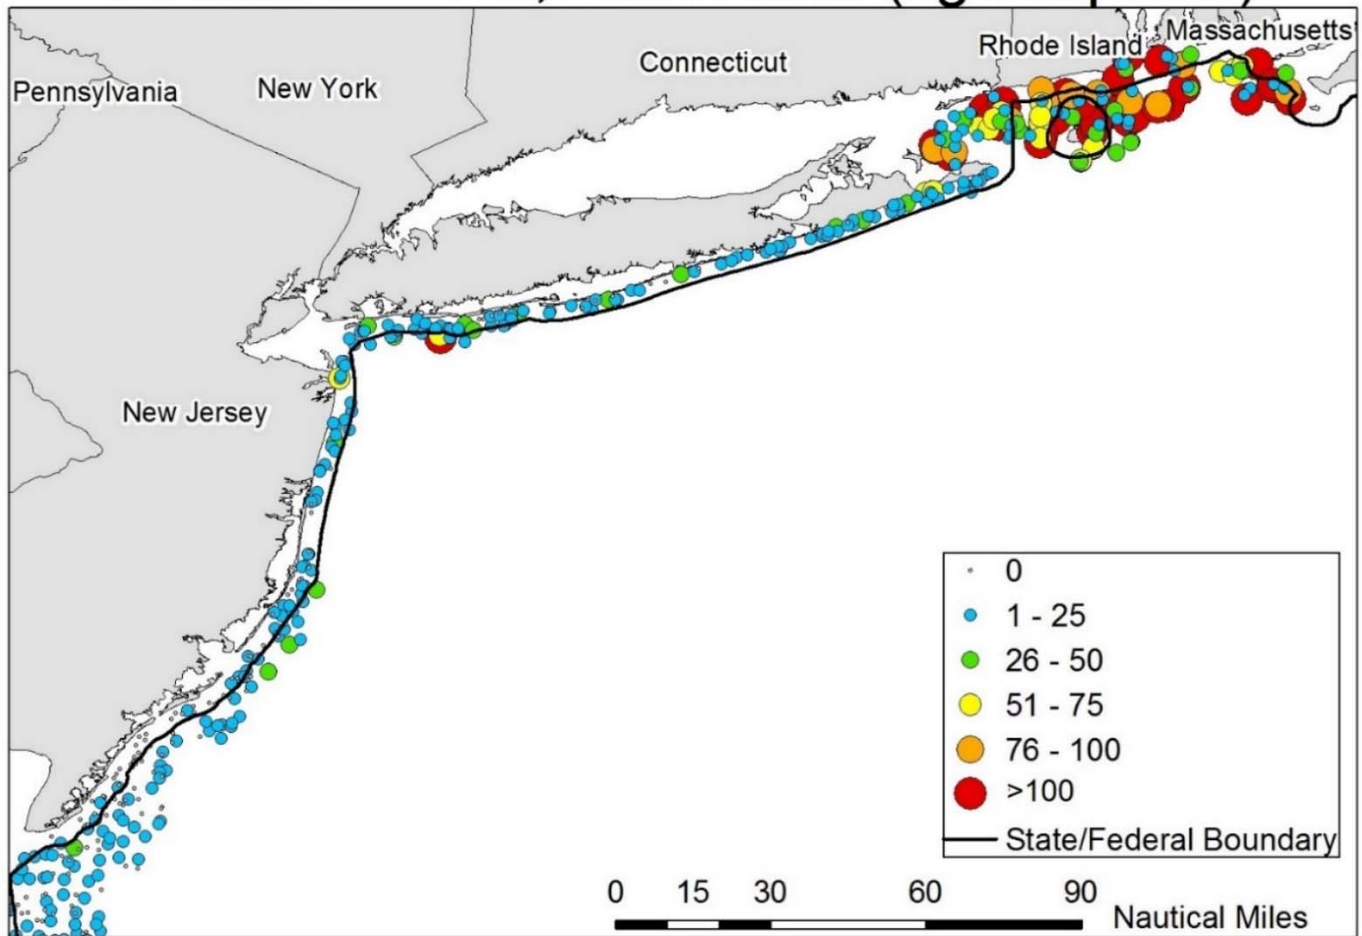 Massachusetts
Rhode Island
Connecticut
New York
Pennsylvania
New Jersey
0
1 - 25
26 - 50
51 - 75
76 - 100
>100
State/Federal Boundary
0 15 30 60 90
Nautical Miles